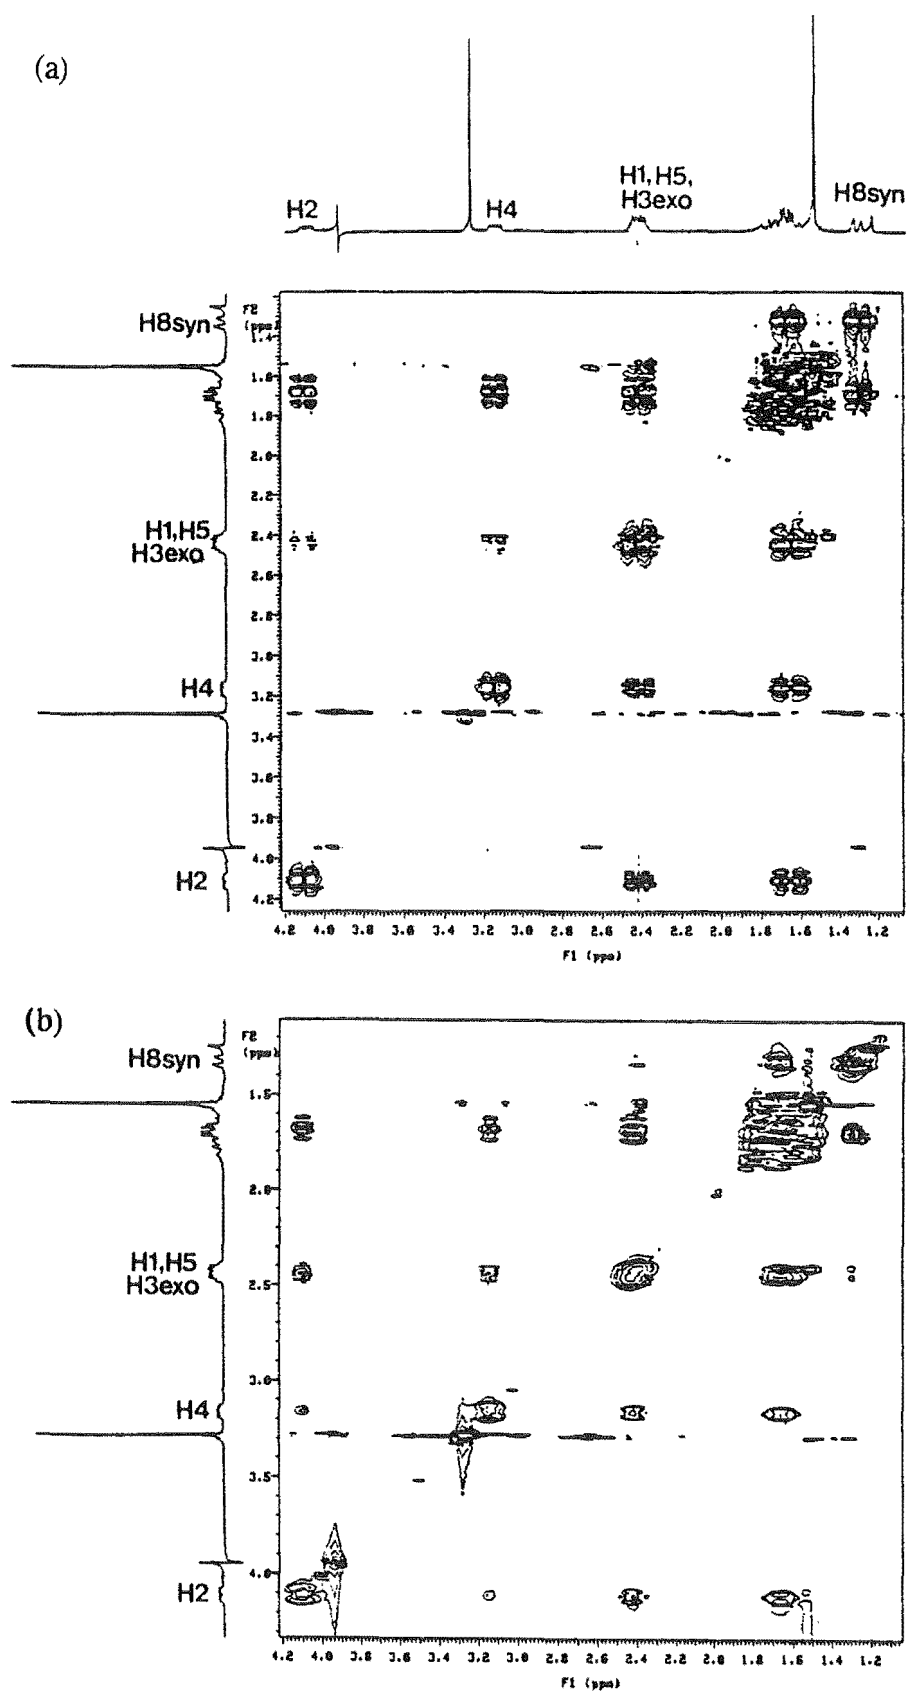 (a)
H1, H5,
H3exo
H2
H4
H8syn
F2
(ppm)
H8syn
1.4
1.6
1.8
2.0
2.2
H1,H5
H3exo
2.4
2.6
2.8
3.0
H4
3.2
3.4
3.6
3.8
4.0
H2
4.2
4.2 4.0 3.8 3.6 3.4 3.2 3.0 2.8 2.6 2.4 2.2 2.0 1.8 1.6 1.4 1.2
F1 (ppm)
(b)
F2
(ppm)
H8syn
1.5
2.0
H1,H5
H3exo
2.5
3.0
H4
3.5
4.0
H2
4.2 4.0 3.8 3.6 3.4 3.2 3.0 2.8 2.6 2.4 2.2 2.0 1.8 1.6 1.4 1.2
F1 (ppm)